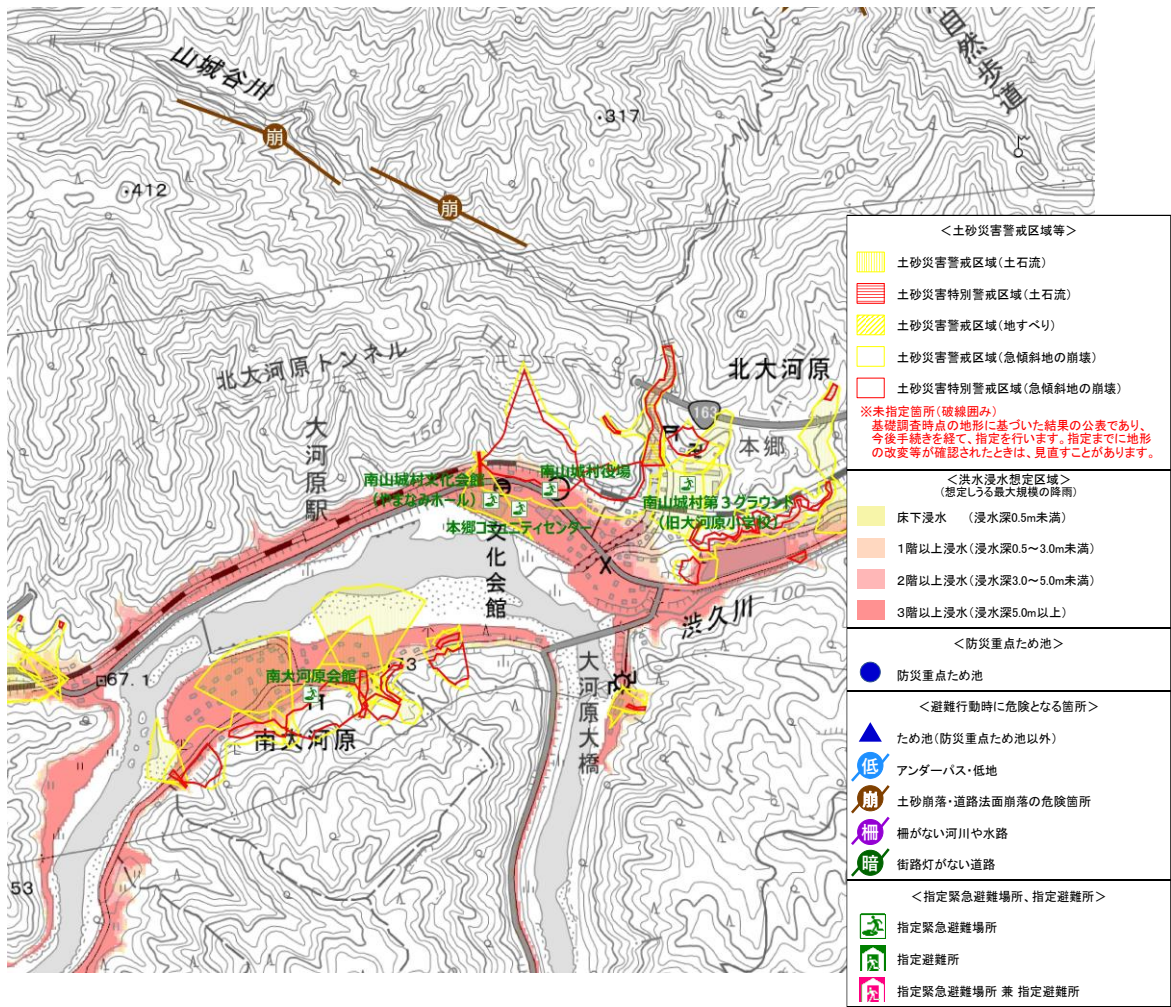 山城谷川
自然歩道
崩
・317
200
・412
崩
北大河原トンネル
北大河原
163
大河原駅
150
本郷
南山城村文化会館
(やまなみホール)
南山城村役場
南山城村第3グラウンド
(旧大河原小学校)
本郷コミュニティセンター
文化会館
100
渋久川
67.1
南大河原会館
南大河原
大河原大橋
53
<土砂災害警戒区域等>
土砂災害警戒区域(土石流)
土砂災害特別警戒区域(土石流)
土砂災害警戒区域(地すべり)
土砂災害警戒区域(急傾斜地の崩壊)
土砂災害特別警戒区域(急傾斜地の崩壊)
※未指定箇所(破線囲み)
基礎調査時点の地形に基づいた結果の公表であり、
今後手続きを経て、指定を行います。指定までに地形
の改変等が確認されたときは、見直すことがあります。
<洪水浸水想定区域>
(想定しうる最大規模の降雨)
床下浸水 (浸水深0.5m未満)
1階以上浸水(浸水深0.5~3.0m未満)
2階以上浸水(浸水深3.0~5.0m未満)
3階以上浸水(浸水深5.0m以上)
<防災重点ため池>
防災重点ため池
<避難行動時に危険となる箇所>
ため池(防災重点ため池以外)
低 アンダーパス・低地
崩 土砂崩落・道路法面崩落の危険箇所
柵 柵がない河川や水路
暗 街路灯がない道路
<指定緊急避難場所、指定避難所>
指定緊急避難場所
指定避難所
指定緊急避難場所 兼 指定避難所